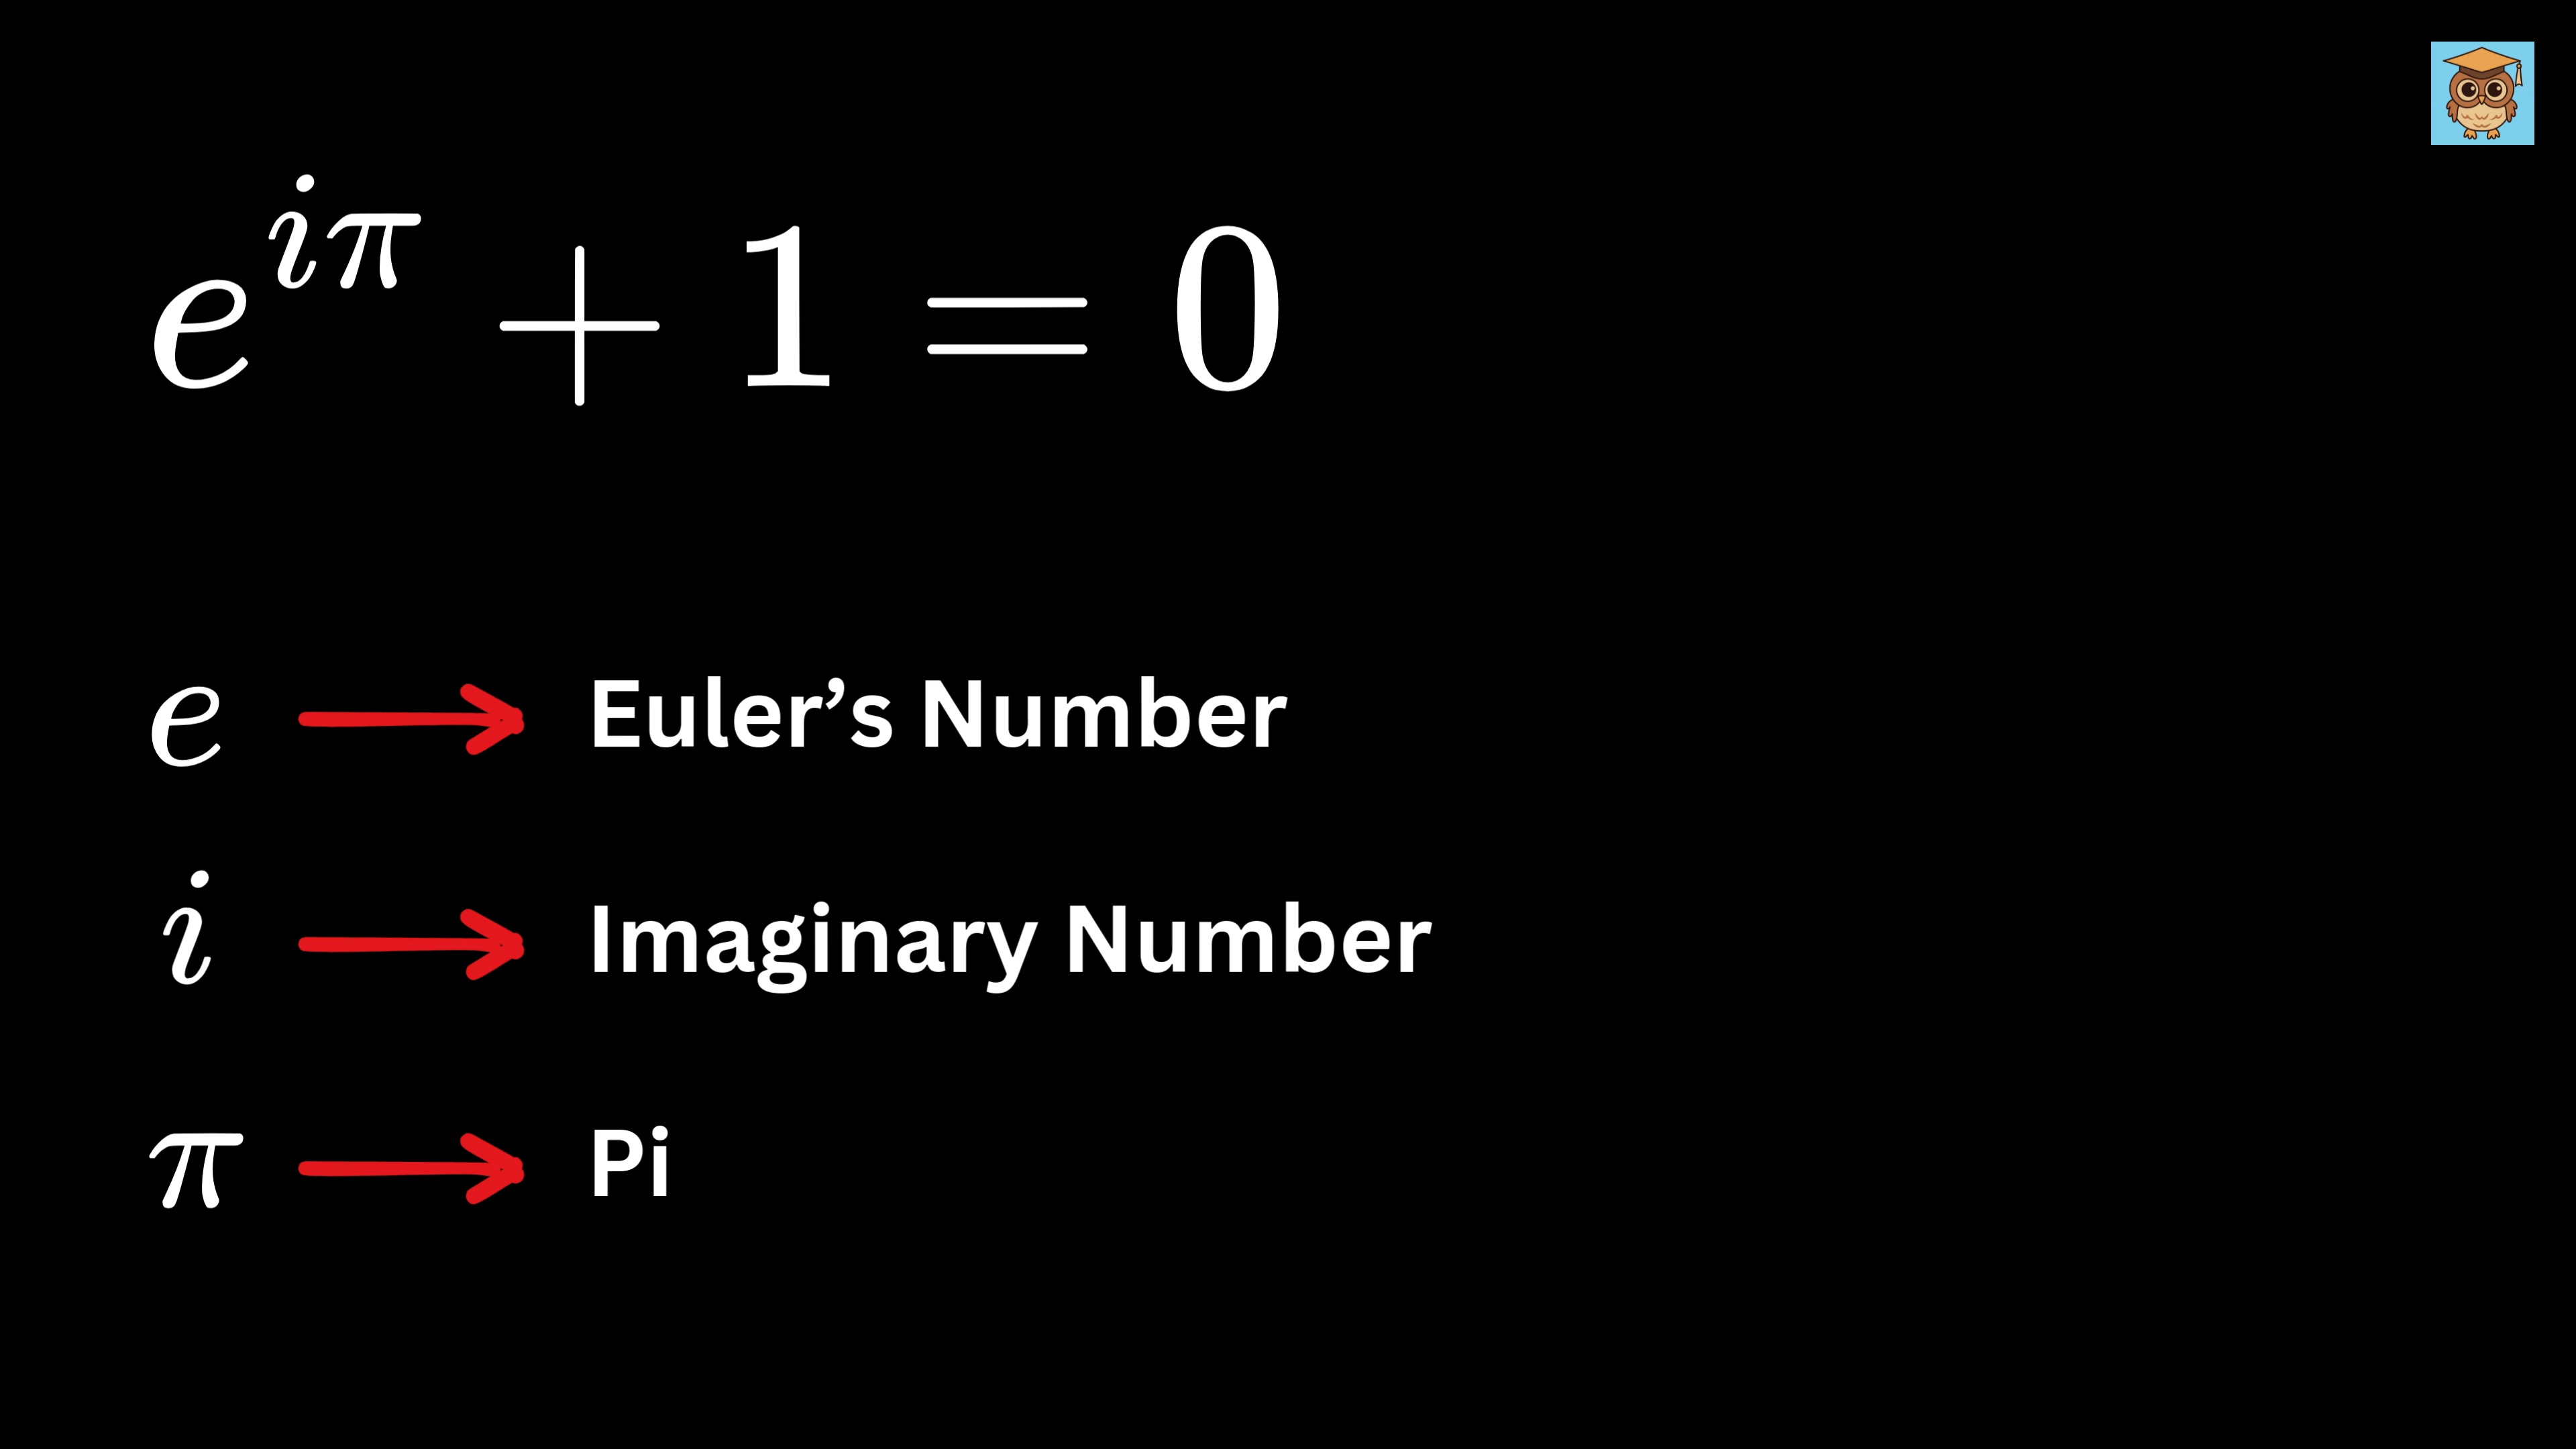 e^{iπ} + 1 = 0
e → Euler’s Number
i → Imaginary Number
π → Pi